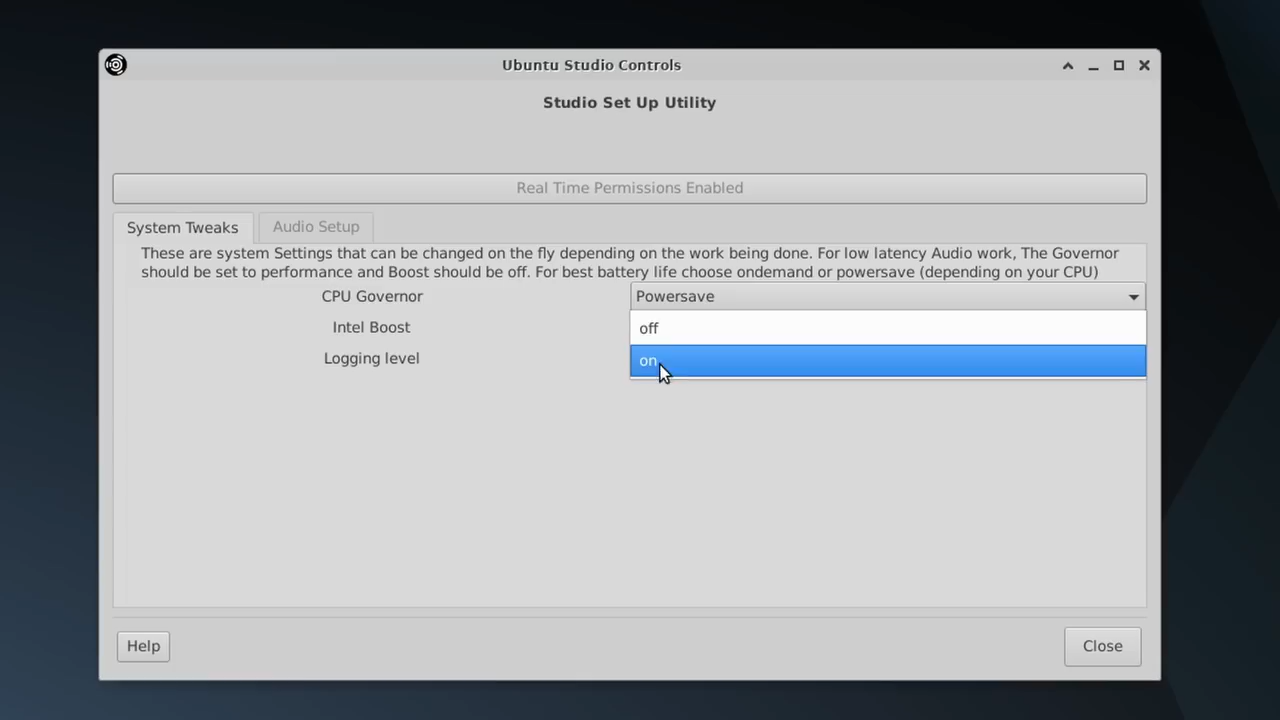 Ubuntu Studio Controls
Studio Set Up Utility
Real Time Permissions Enabled
System Tweaks
Audio Setup
These are system Settings that can be changed on the fly depending on the work being done. For low latency Audio work, The Governor
should be set to performance and Boost should be off. For best battery life choose ondemand or powersave (depending on your CPU)
CPU Governor
Powersave
Intel Boost
off
Logging level
on
Help
Close